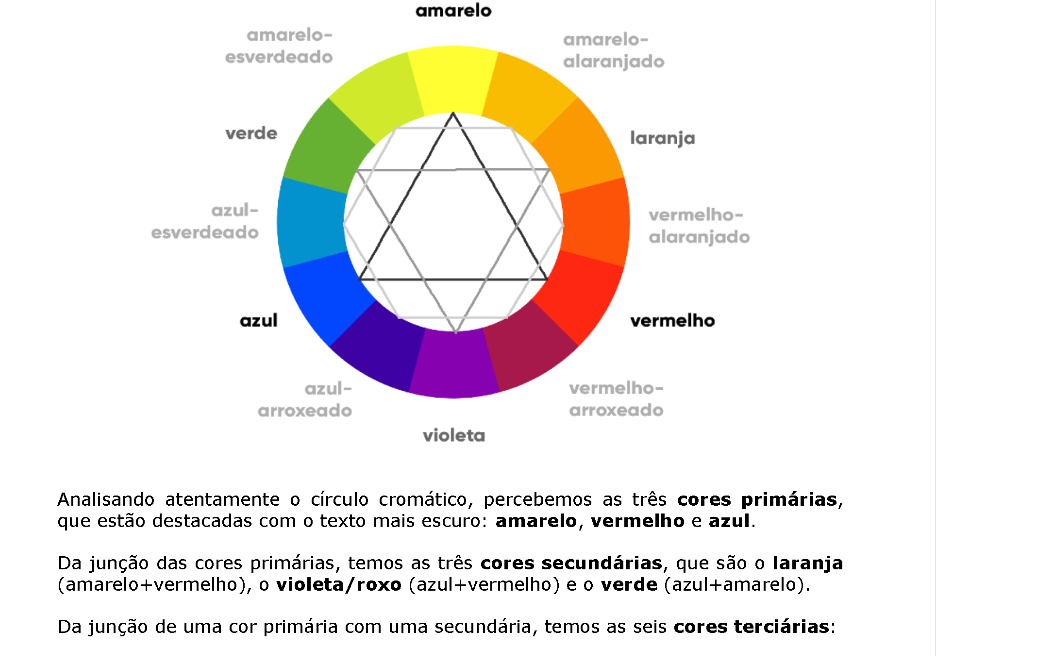 amarelo
amarelo-
esverdeado
amarelo-
alaranjado
verde
laranja
azul-
esverdeado
vermelho-
alaranjado
azul
vermelho
azul-
arroxeado
vermelho-
arroxeado
violeta
Analisando atentamente o círculo cromático, percebemos as três cores primárias,
que estão destacadas com o texto mais escuro: amarelo, vermelho e azul.
Da junção das cores primárias, temos as três cores secundárias, que são o laranja
(amarelo+vermelho), o violeta/roxo (azul+vermelho) e o verde (azul+amarelo).
Da junção de uma cor primária com uma secundária, temos as seis cores terciárias: